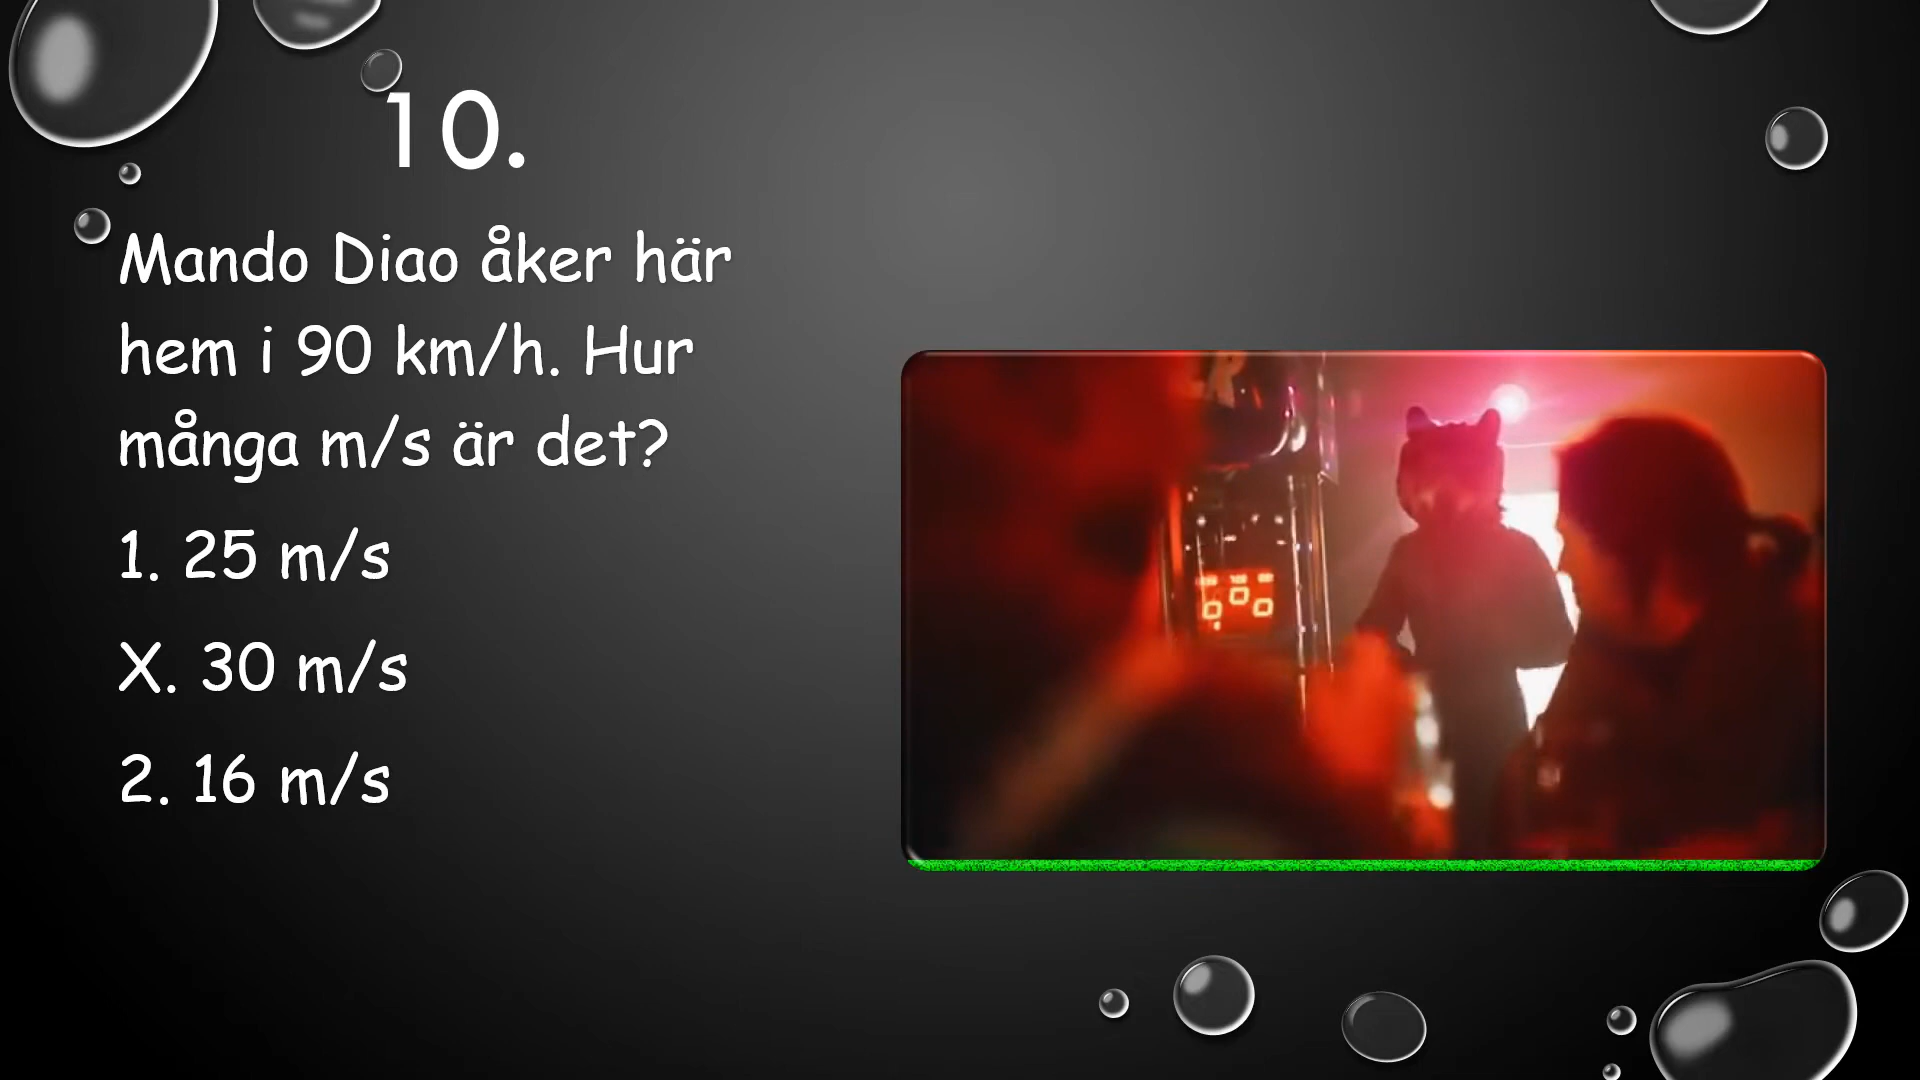 10.
Mando Diao åker här
hem i 90 km/h. Hur
många m/s är det?
1. 25 m/s
X. 30 m/s
2. 16 m/s